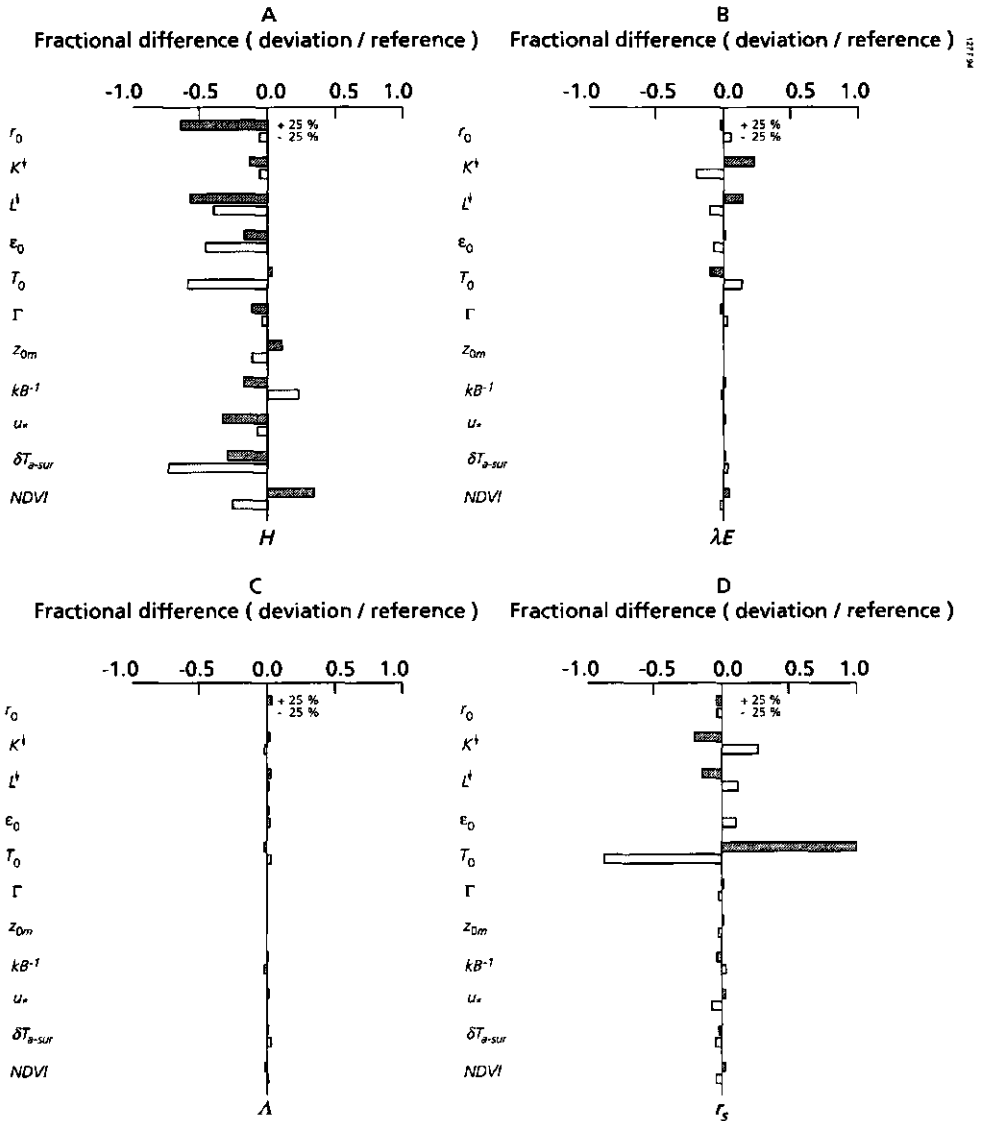 A
Fractional difference ( deviation / reference )
-1.0 -0.5 0.0 0.5 1.0
r₀ + 25 %
- 25 %
K↓
L↓
ε₀
T₀
Γ
z₀ₘ
kB⁻¹
u*
δTₐ₋ₛᵤᵣ
NDVI
H
B
Fractional difference ( deviation / reference )
-1.0 -0.5 0.0 0.5 1.0
r₀ + 25 %
- 25 %
K↓
L↓
ε₀
T₀
Γ
z₀ₘ
kB⁻¹
u*
δTₐ₋ₛᵤᵣ
NDVI
λE
C
Fractional difference ( deviation / reference )
-1.0 -0.5 0.0 0.5 1.0
r₀ + 25 %
- 25 %
K↓
L↓
ε₀
T₀
Γ
z₀ₘ
kB⁻¹
u*
δTₐ₋ₛᵤᵣ
NDVI
Λ
D
Fractional difference ( deviation / reference )
-1.0 -0.5 0.0 0.5 1.0
r₀ + 25 %
- 25 %
K↓
L↓
ε₀
T₀
Γ
z₀ₘ
kB⁻¹
u*
δTₐ₋ₛᵤᵣ
NDVI
rₛ